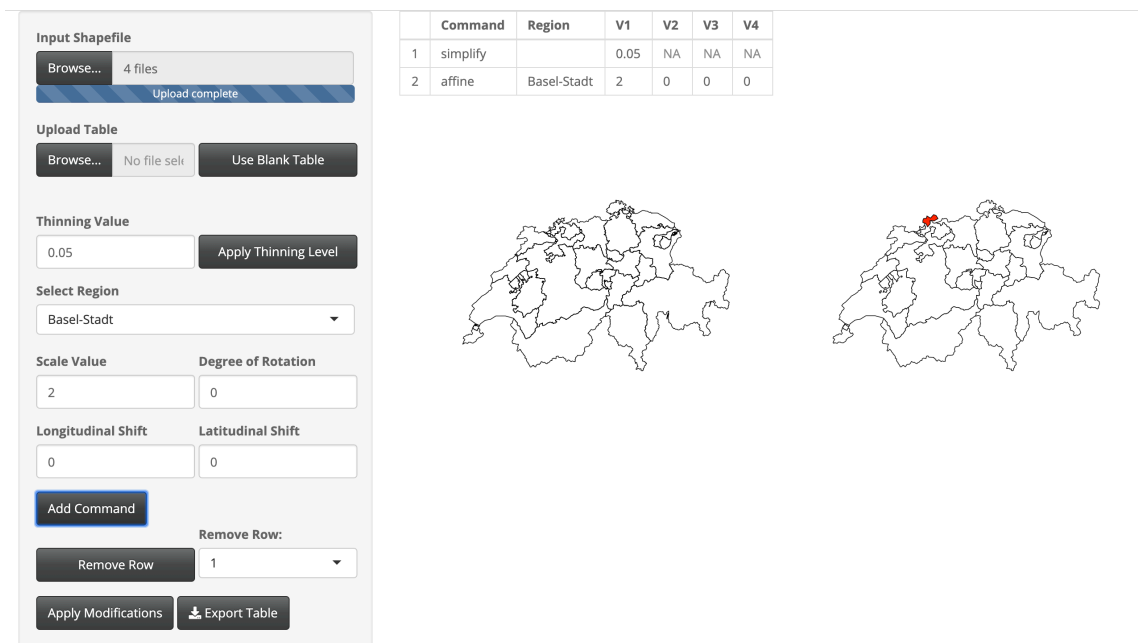 Input Shapefile
Browse... 4 files
Upload complete
Upload Table
Browse... No file sele Use Blank Table
Thinning Value
0.05 Apply Thinning Level
Select Region
Basel-Stadt
Scale Value Degree of Rotation
2 0
Longitudinal Shift Latitudinal Shift
0 0
Add Command
Remove Row:
Remove Row 1
Apply Modifications Export Table
Command Region V1 V2 V3 V4
1 simplify 0.05 NA NA NA
2 affine Basel-Stadt 2 0 0 0